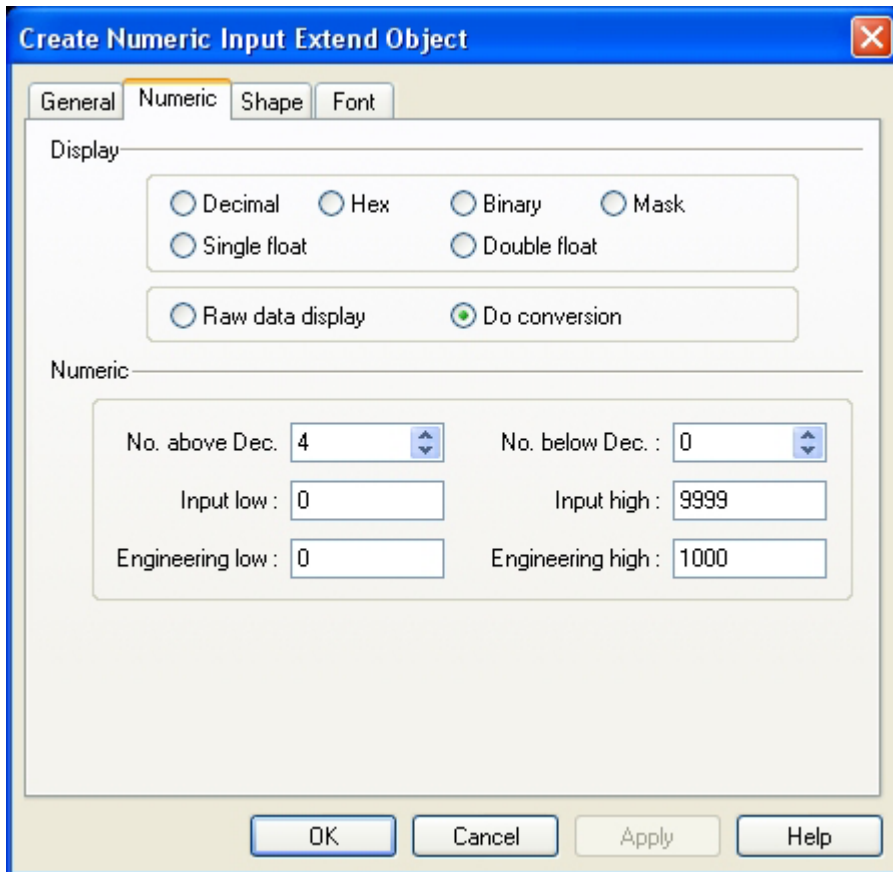 Create Numeric Input Extend Object
General Numeric Shape Font
Display
Decimal Hex Binary Mask
Single float Double float
Raw data display Do conversion
Numeric
No. above Dec. 4 No. below Dec. : 0
Input low : 0 Input high : 9999
Engineering low : 0 Engineering high : 1000
OK Cancel Apply Help